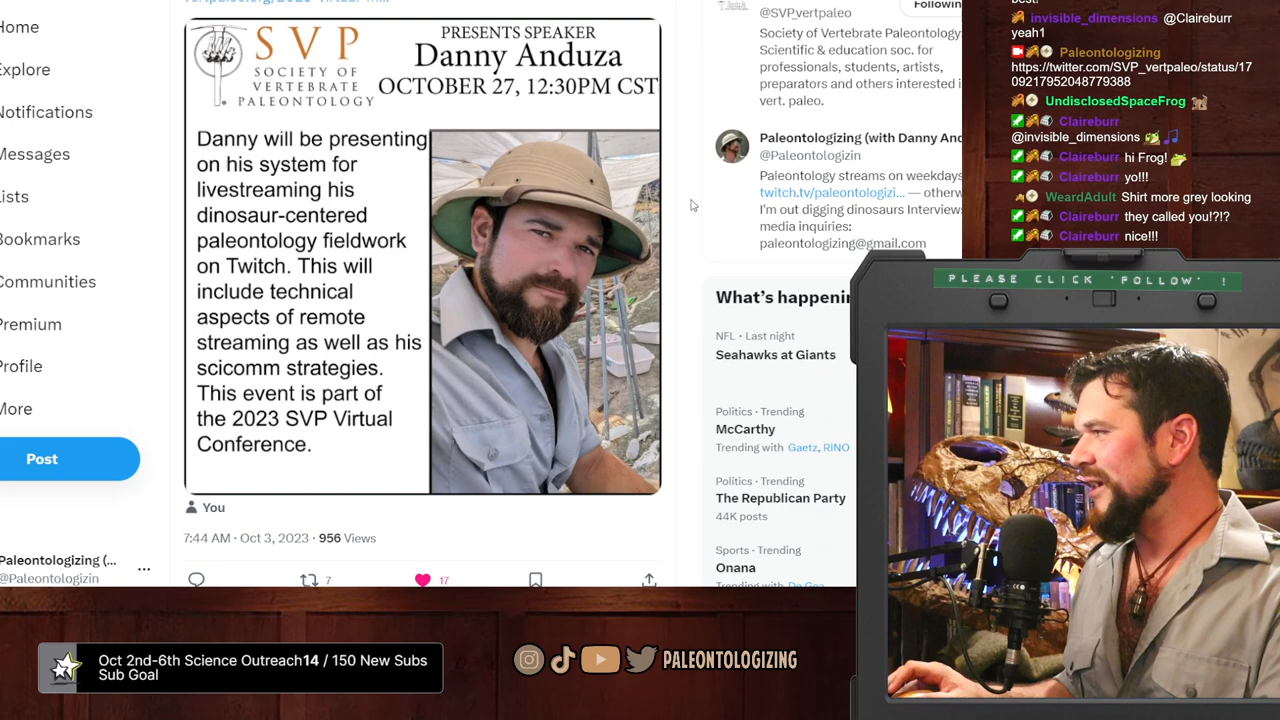 Home
Explore
Notifications
Messages
Lists
Bookmarks
Communities
Premium
Profile
More
Post
Paleontologizing (...
@Paleontologizin
...
SVP
SOCIETY OF
VERTEBRATE
PALEONTOLOGY
PRESENTS SPEAKER
Danny Anduza
OCTOBER 27, 12:30PM CST
Danny will be presenting
on his system for
livestreaming his
dinosaur-centered
paleontology fieldwork
on Twitch. This will
include technical
aspects of remote
streaming as well as his
scicomm strategies.
This event is part of
the 2023 SVP Virtual
Conference.
You
7:44 AM · Oct 3, 2023 · 956 Views
7
17
@SVPvertpaleo
Followin
Society of Vertebrate Paleontology
Scientific & education soc. for
professionals, students, artists,
preparators and others interested i
vert. paleo.
Paleontologizing (with Danny And
@Paleontologizin
Paleontology streams on weekdays
twitch.tv/paleontologizi... — otherw
I'm out digging dinosaurs Interviews
media inquiries:
paleontologizing@gmail.com
What's happenin
NFL · Last night
Seahawks at Giants
Politics · Trending
McCarthy
Trending with Gaetz, RINO
Politics · Trending
The Republican Party
44K posts
Sports · Trending
Onana
Trending with De Gea
best!
invisible_dimensions @Claireburr
yeah1
Paleontologizing
https://twitter.com/SVP_vertpaleo/status/17
09217952048779388
UndisclosedSpaceFrog
Claireburr
@invisible_dimensions
Claireburr hi Frog!
Claireburr yo!!!
WeardAdult Shirt more grey looking
Claireburr they called you!?!?
Claireburr nice!!!
PLEASE CLICK 'FOLLOW' !
Oct 2nd-6th Science Outreach14 / 150 New Subs
Sub Goal
PALEONTOLOGIZING